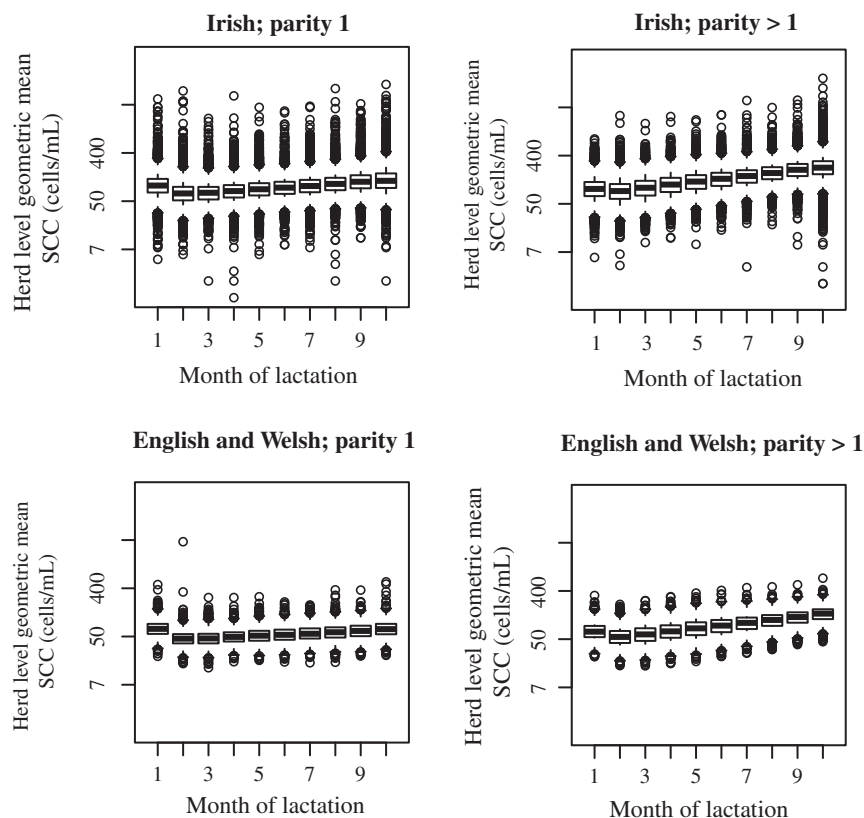 Irish; parity 1
Herd level geometric mean
SCC (cells/mL)
400
50
7
1 3 5 7 9
Month of lactation
Irish; parity > 1
Herd level geometric mean
SCC (cells/mL)
400
50
7
1 3 5 7 9
Month of lactation
English and Welsh; parity 1
Herd level geometric mean
SCC (cells/mL)
400
50
7
1 3 5 7 9
Month of lactation
English and Welsh; parity > 1
Herd level geometric mean
SCC (cells/mL)
400
50
7
1 3 5 7 9
Month of lactation